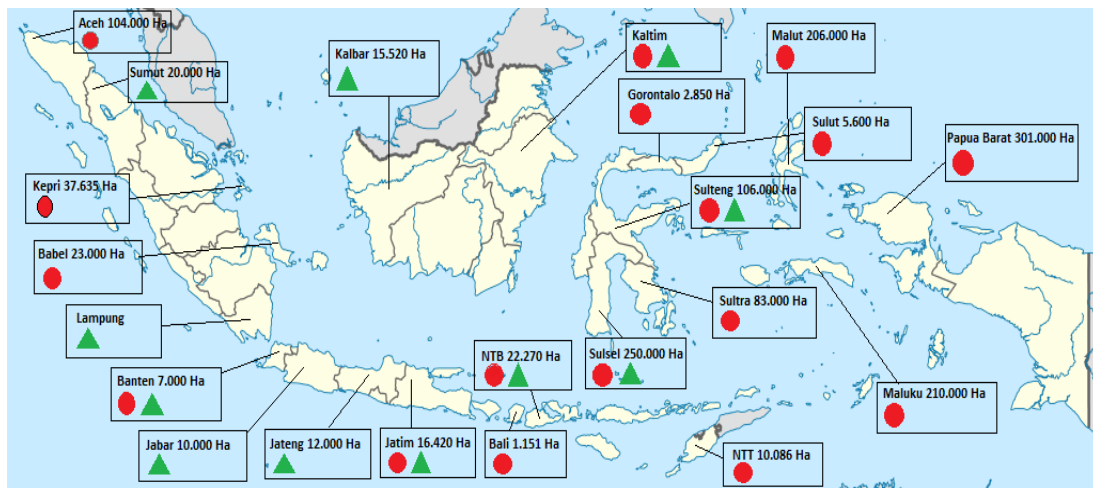 Aceh 104.000 Ha
Sumut 20.000 Ha
Kalbar 15.520 Ha
Kaltim
Malut 206.000 Ha
Gorontalo 2.850 Ha
Sulut 5.600 Ha
Papua Barat 301.000 Ha
Kepri 37.635 Ha
Sulteng 106.000 Ha
Babel 23.000 Ha
Sultra 83.000 Ha
Lampung
NTB 22.270 Ha
Sulsel 250.000 Ha
Banten 7.000 Ha
Maluku 210.000 Ha
Jabar 10.000 Ha
Jateng 12.000 Ha
Jatim 16.420 Ha
Bali 1.151 Ha
NTT 10.086 Ha